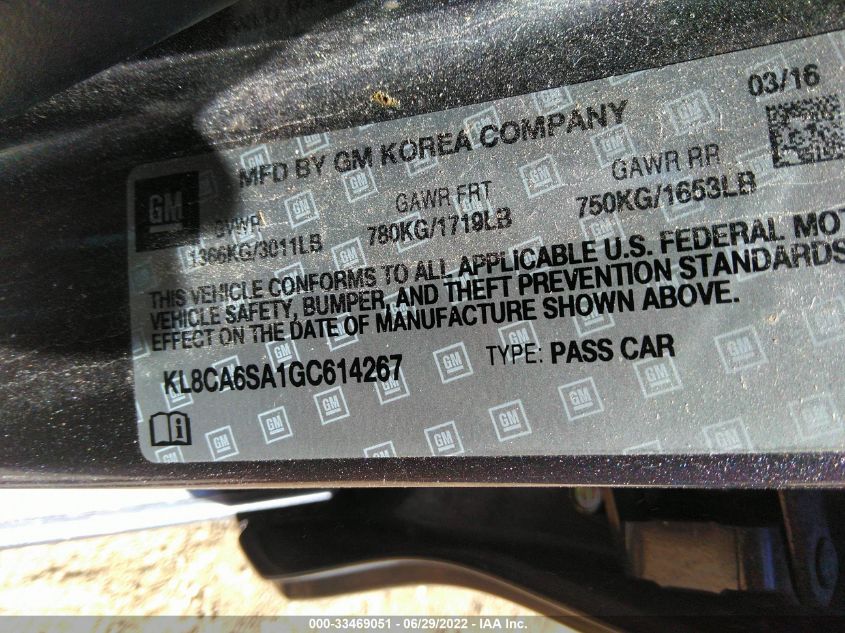 03/16
MFD BY GM KOREA COMPANY
GM
GVWR
1366KG/3011LB
GAWR FRT
780KG/1719LB
GAWR RR
750KG/1653LB
THIS VEHICLE CONFORMS TO ALL APPLICABLE U.S. FEDERAL MOT
VEHICLE SAFETY, BUMPER, AND THEFT PREVENTION STANDARDS
EFFECT ON THE DATE OF MANUFACTURE SHOWN ABOVE.
KL8CA6SA1GC614267
TYPE: PASS CAR
000-33469051 / 06/29/2022 - IAA Inc.